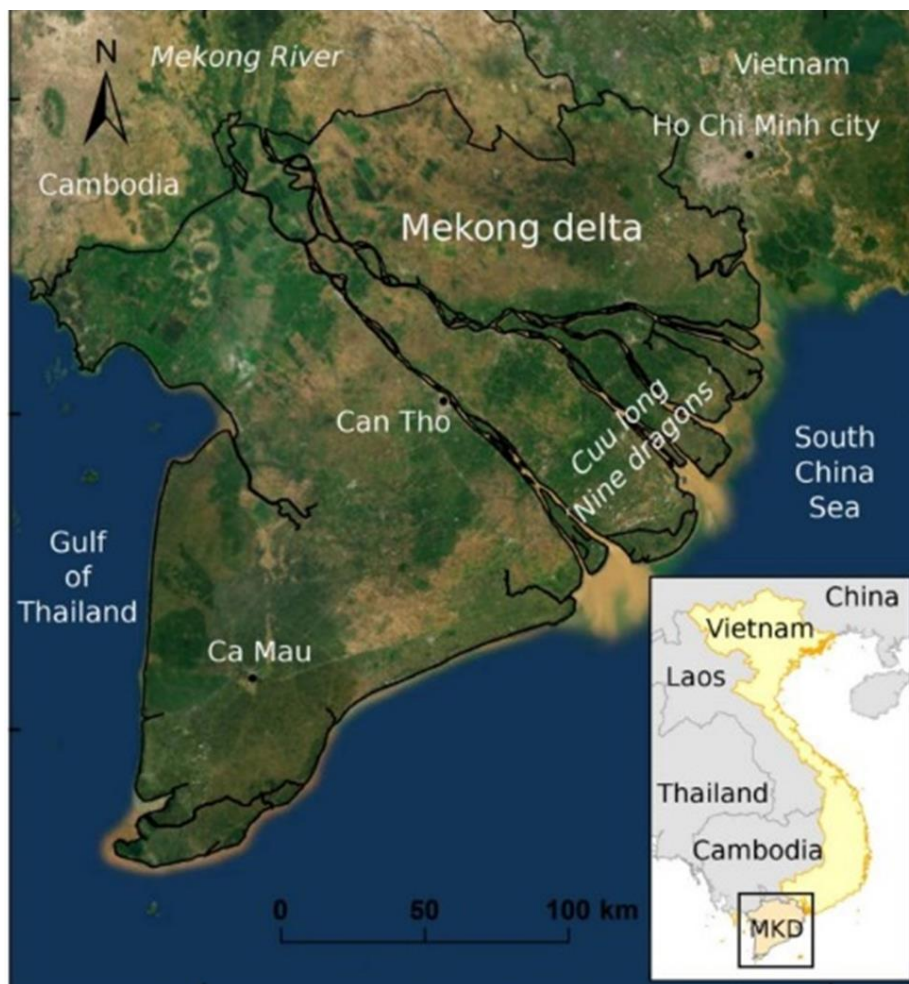 N
Mekong River
Vietnam
Ho Chi Minh city
Cambodia
Mekong delta
Can Tho
Cuu long
'Nine dragons'
South
China
Sea
Gulf
of
Thailand
Ca Mau
0 50 100 km
China
Vietnam
Laos
Thailand
Cambodia
MKD